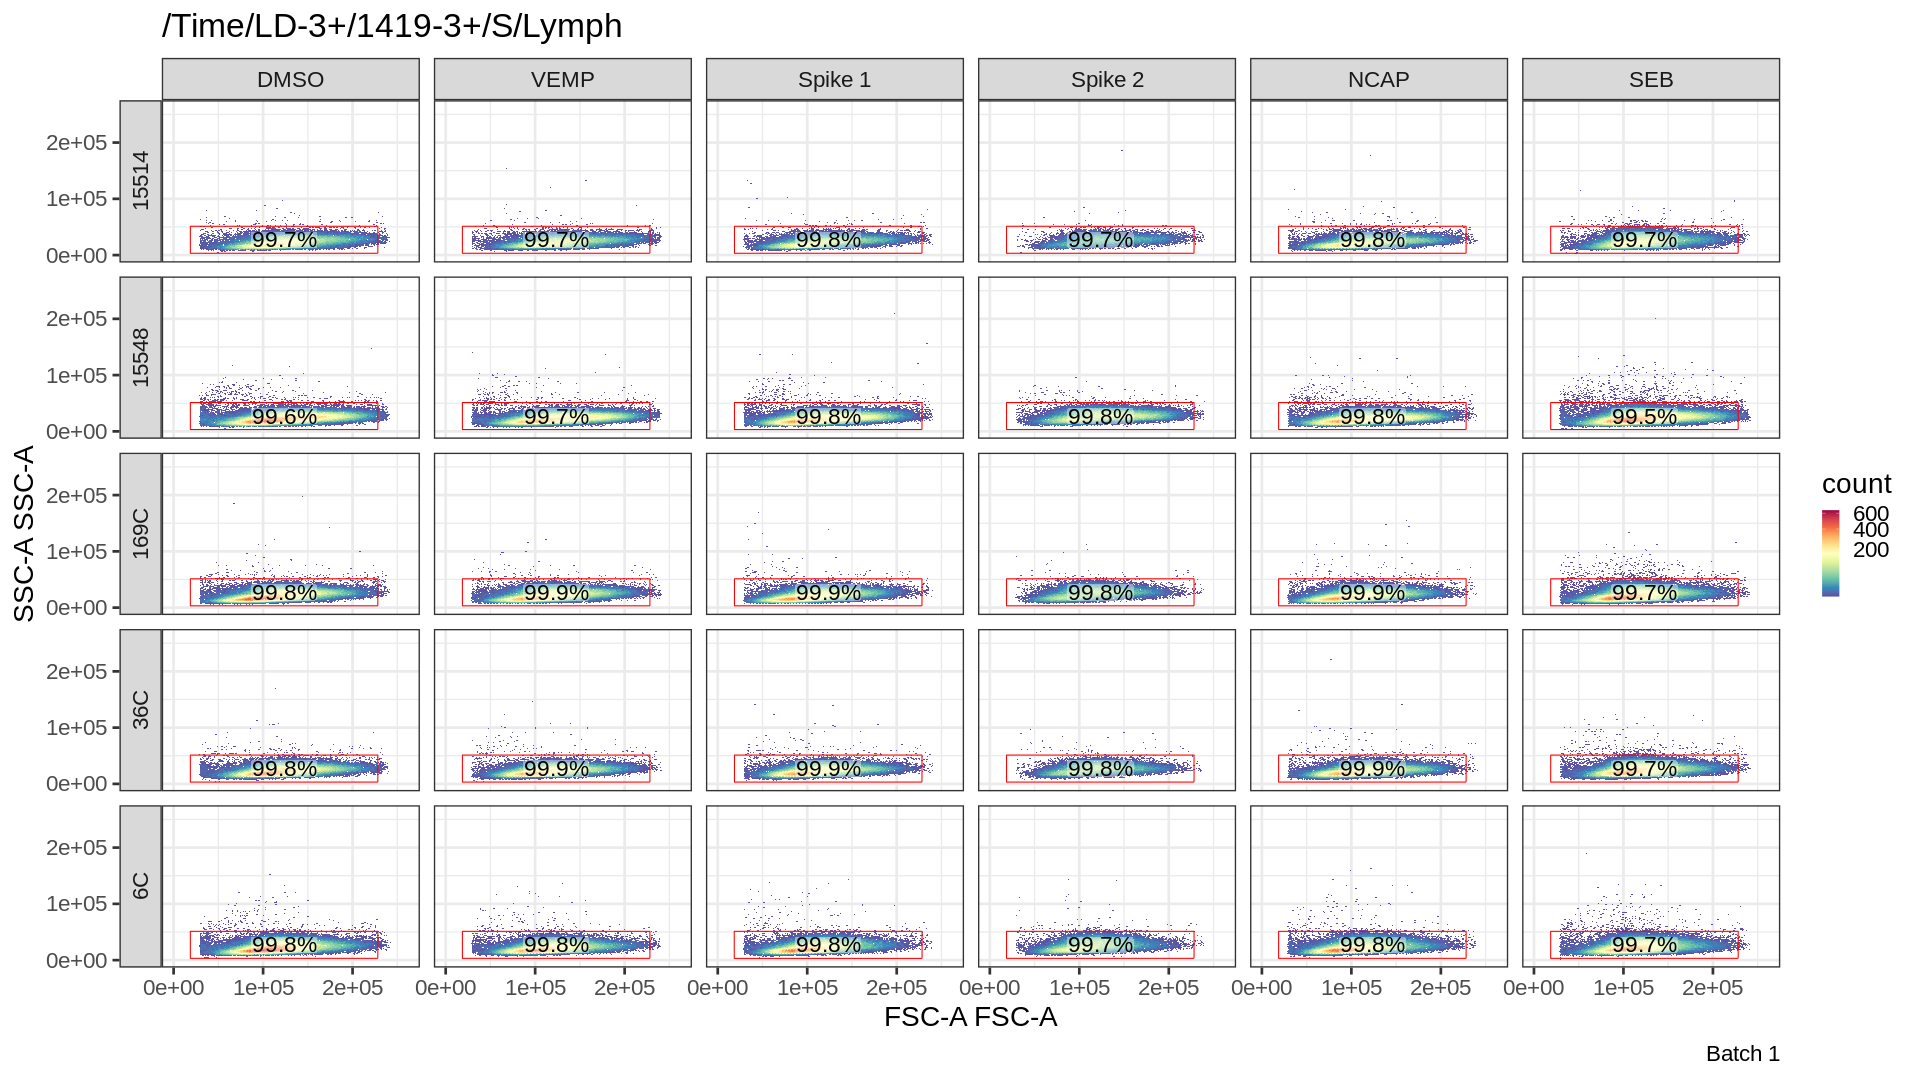 /Time/LD-3+/1419-3+/S/Lymph
DMSO VEMP Spike 1 Spike 2 NCAP SEB
15514
2e+05
1e+05
0e+00
99.7% 99.7% 99.8% 99.7% 99.8% 99.7%
15548
2e+05
1e+05
0e+00
99.6% 99.7% 99.8% 99.8% 99.8% 99.5%
169C
2e+05
1e+05
0e+00
99.8% 99.9% 99.9% 99.8% 99.9% 99.7%
36C
2e+05
1e+05
0e+00
99.8% 99.9% 99.9% 99.8% 99.9% 99.7%
6C
2e+05
1e+05
0e+00
99.8% 99.8% 99.8% 99.7% 99.8% 99.7%
0e+00 1e+05 2e+05 0e+00 1e+05 2e+05 0e+00 1e+05 2e+05 0e+00 1e+05 2e+05 0e+00 1e+05 2e+05 0e+00 1e+05 2e+05
SSC-A SSC-A
FSC-A FSC-A
count
600
400
200
Batch 1